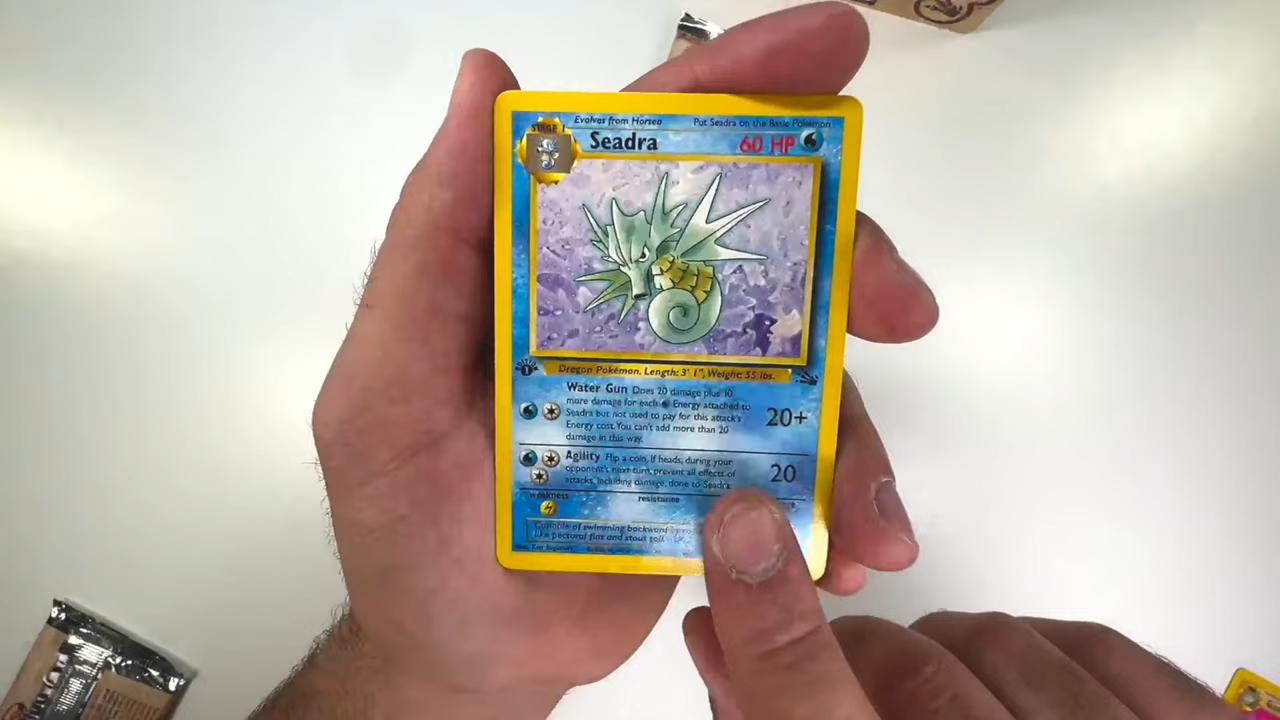 Evolves from Horsea
Put Seadra on the Basic Pokémon
STAGE 1
Seadra
60 HP
EDITION
1
Dragon Pokémon. Length: 3' 11", Weight: 55 lbs.
Water Gun Does 20 damage plus 10
more damage for each Energy attached to
Seadra but not used to pay for this attack's
Energy cost. You can't add more than 20
damage in this way.
20+
Agility Flip a coin. If heads, during your
opponent's next turn, prevent all effects of
attacks, including damage, done to Seadra.
20
weakness
resistance
Capable of swimming backward by
like pectoral fins and stout tail.